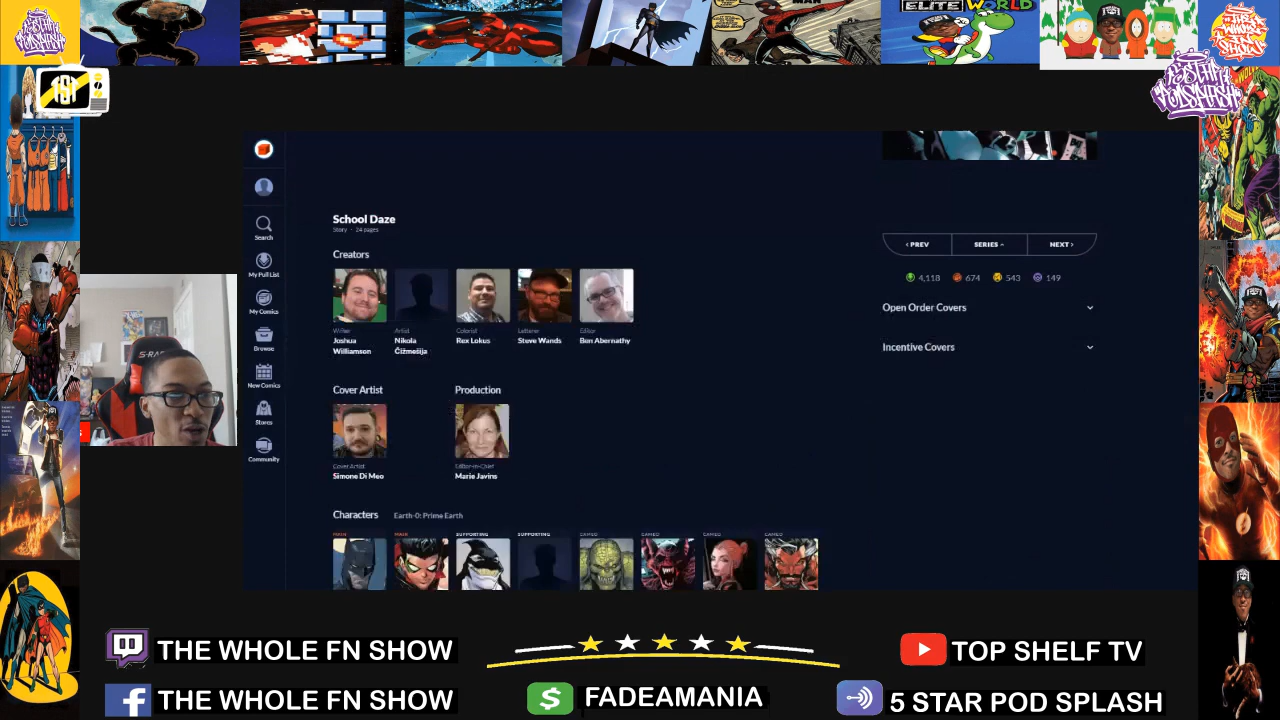 ELITE WORLD
MAN
TST
Search
My Pull List
My Comics
Browse
New Comics
Stores
Community
School Daze
Story · 24 pages
Creators
Writer
Joshua
Williamson
Artist
Nikola
Čižmešija
Colorist
Rex Lokus
Letterer
Steve Wands
Editor
Ben Abernathy
Cover Artist
Production
Cover Artist
Simone Di Meo
Editor-in-Chief
Marie Javins
Characters Earth-0: Prime Earth
MAIN MAIN SUPPORTING SUPPORTING CAMEO CAMEO CAMEO CAMEO
‹ PREV SERIES NEXT ›
4,118 674 543 149
Open Order Covers
Incentive Covers
THE WHOLE FN SHOW
THE WHOLE FN SHOW
FADEAMANIA
TOP SHELF TV
5 STAR POD SPLASH